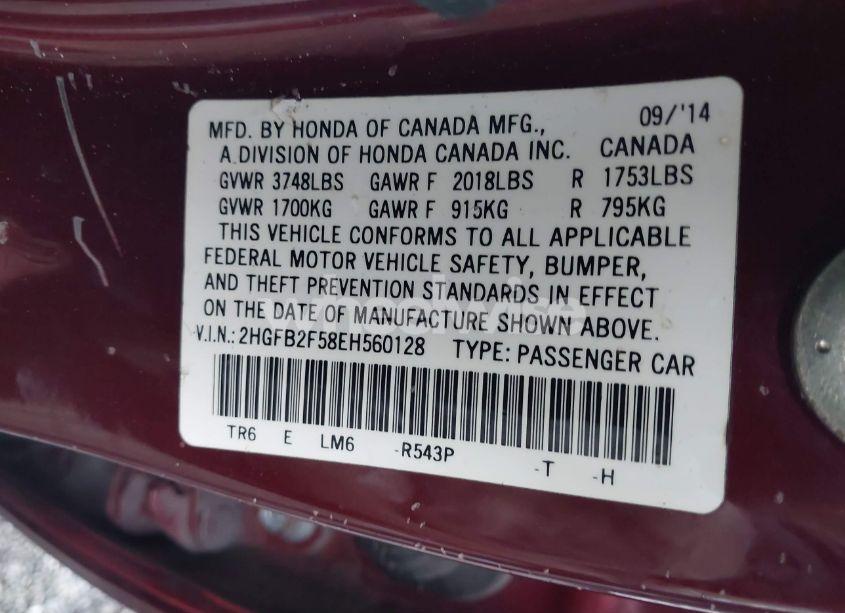 09/'14
MFD. BY HONDA OF CANADA MFG.,
A DIVISION OF HONDA CANADA INC. CANADA
GVWR 3748LBS GAWR F 2018LBS R 1753LBS
GVWR 1700KG GAWR F 915KG R 795KG
THIS VEHICLE CONFORMS TO ALL APPLICABLE
FEDERAL MOTOR VEHICLE SAFETY, BUMPER,
AND THEFT PREVENTION STANDARDS IN EFFECT
ON THE DATE OF MANUFACTURE SHOWN ABOVE.
V.I.N.: 2HGFB2F58EH560128 TYPE: PASSENGER CAR
TR6 E LM6 -R543P -T -H